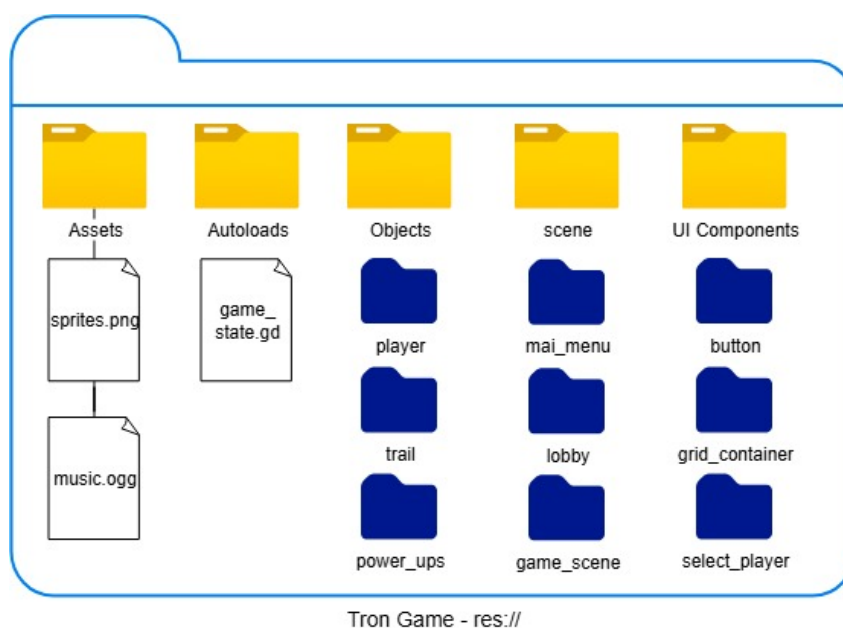 Assets
Autoloads
Objects
scene
UI Components
sprites.png
game_
state.gd
player
mai_menu
button
trail
lobby
grid_container
music.ogg
power_ups
game_scene
select_player
Tron Game - res://